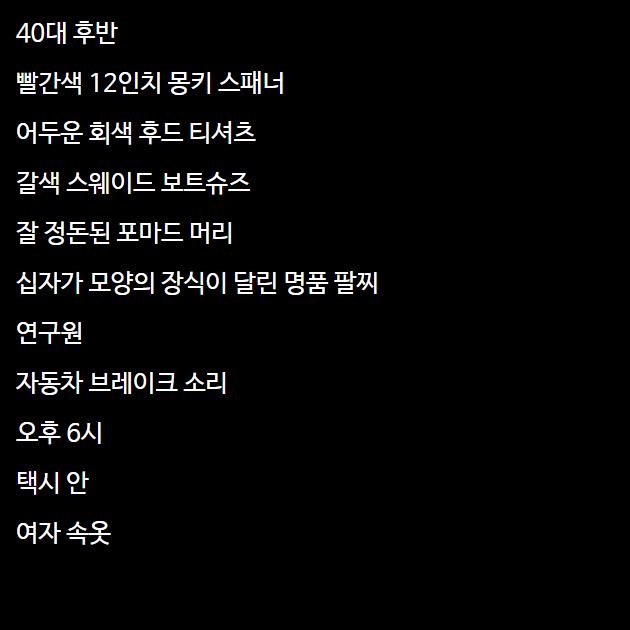 40대 후반
빨간색 12인치 몽키 스패너
어두운 회색 후드 티셔츠
갈색 스웨이드 보트슈즈
잘 정돈된 포마드 머리
십자가 모양의 장식이 달린 명품 팔찌
연구원
자동차 브레이크 소리
오후 6시
택시 안
여자 속옷